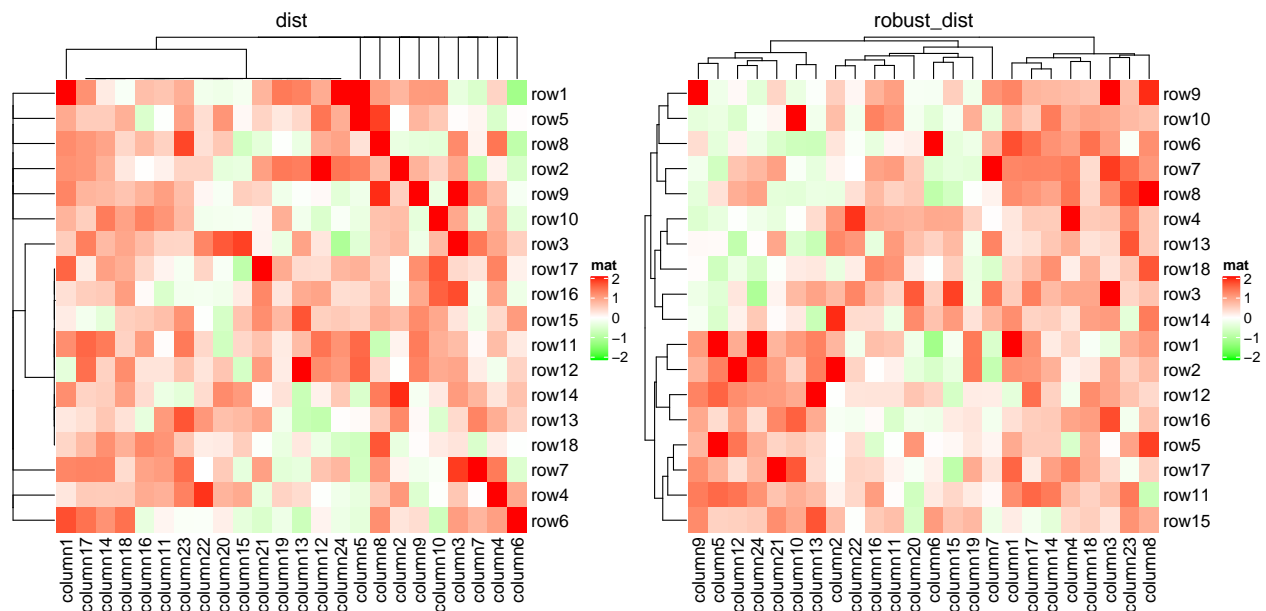 dist
row1
row5
row8
row2
row9
row10
row3
row17
row16
row15
row11
row12
row14
row13
row18
row7
row4
row6
column1
column17
column14
column18
column16
column11
column23
column22
column20
column15
column21
column19
column13
column12
column24
column5
column8
column2
column9
column10
column3
column7
column4
column6
mat
2
1
0
−1
−2
robust_dist
row9
row10
row6
row7
row8
row4
row13
row18
row3
row14
row1
row2
row12
row16
row5
row17
row11
row15
column9
column5
column12
column24
column21
column10
column13
column2
column22
column16
column11
column20
column6
column15
column19
column7
column1
column17
column14
column4
column18
column3
column23
column8
mat
2
1
0
−1
−2